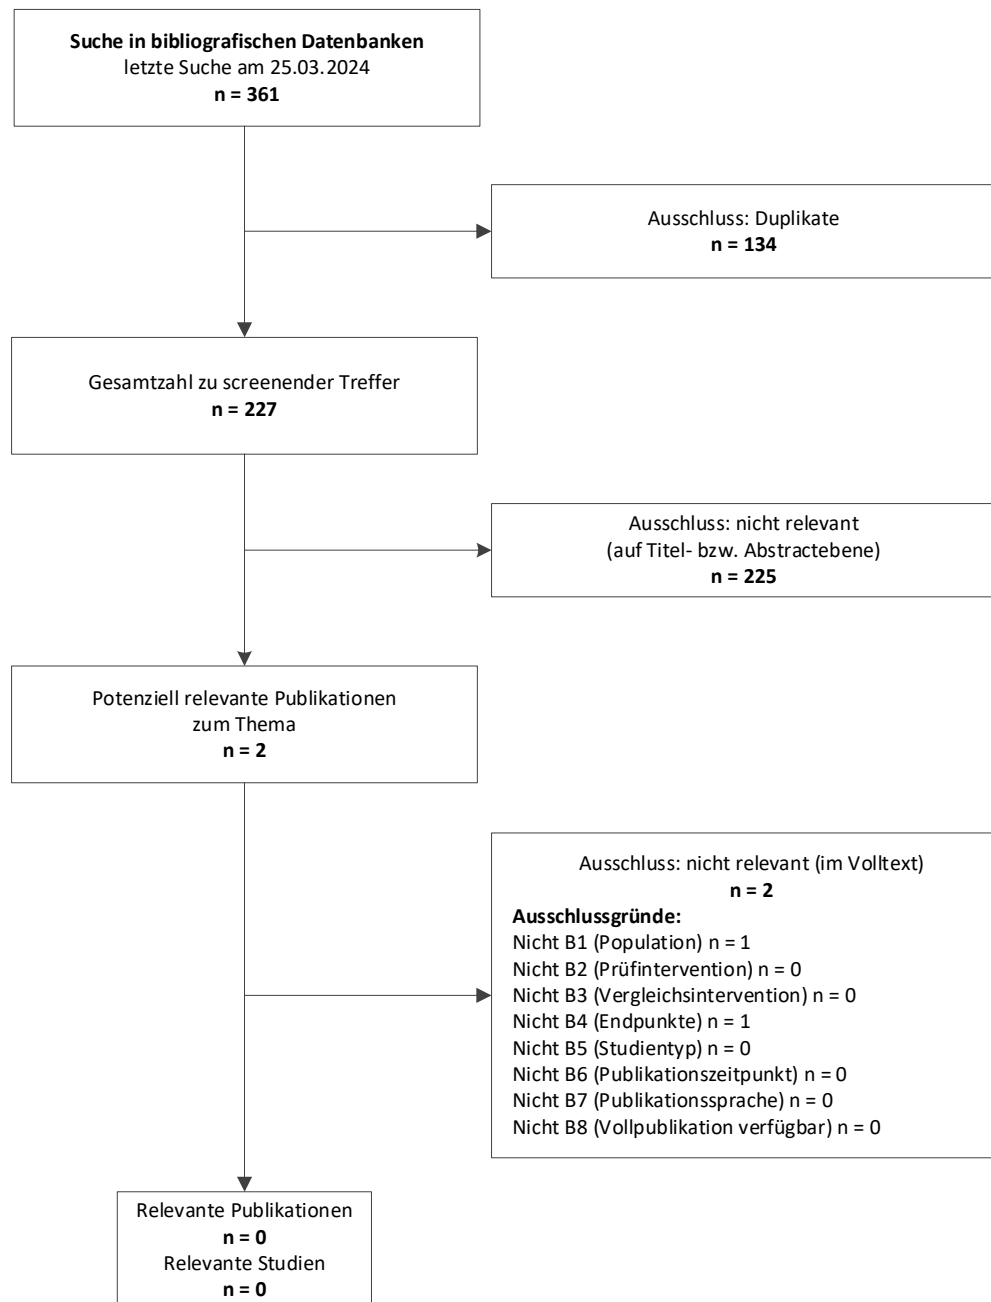 Suche in bibliografischen Datenbanken
letzte Suche am 25.03.2024
n = 361
Ausschluss: Duplikate
n = 134
Gesamtzahl zu screenender Treffer
n = 227
Ausschluss: nicht relevant
(auf Titel- bzw. Abstractebene)
n = 225
Potenziell relevante Publikationen
zum Thema
n = 2
Ausschluss: nicht relevant (im Volltext)
n = 2
Ausschlussgründe:
Nicht B1 (Population) n = 1
Nicht B2 (Prüfintervention) n = 0
Nicht B3 (Vergleichsintervention) n = 0
Nicht B4 (Endpunkte) n = 1
Nicht B5 (Studientyp) n = 0
Nicht B6 (Publikationszeitpunkt) n = 0
Nicht B7 (Publikationssprache) n = 0
Nicht B8 (Vollpublikation verfügbar) n = 0
Relevante Publikationen
n = 0
Relevante Studien
n = 0